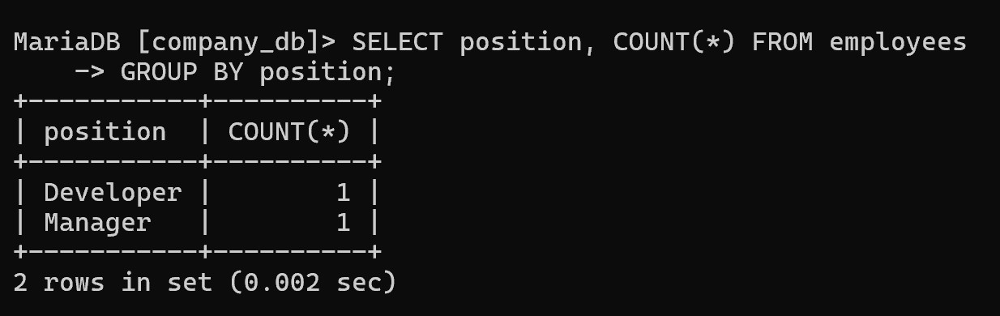 MariaDB [company_db]> SELECT position, COUNT(*) FROM employees
    -> GROUP BY position;
+-----------+----------+
| position  | COUNT(*) |
+-----------+----------+
| Developer |        1 |
| Manager   |        1 |
+-----------+----------+
2 rows in set (0.002 sec)